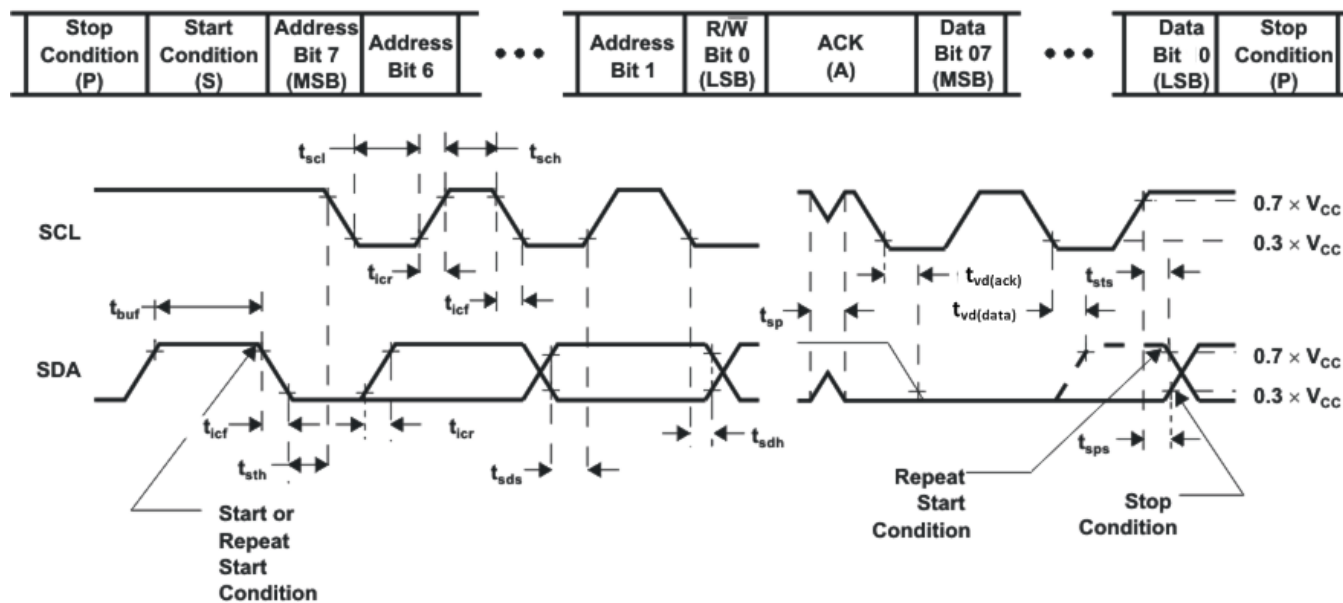 Stop
Condition
(P)
Start
Condition
(S)
Address
Bit 7
(MSB)
Address
Bit 6
Address
Bit 1
R/W̅
Bit 0
(LSB)
ACK
(A)
Data
Bit 07
(MSB)
Data
Bit 0
(LSB)
Stop
Condition
(P)
tscl
tsch
SCL
0.7 × VCC
0.3 × VCC
ticr
ticf
tbuf
tsp
tvd(ack)
tvd(data)
tsts
SDA
0.7 × VCC
0.3 × VCC
ticf
ticr
tsth
tsds
tsdh
tsps
Start or
Repeat
Start
Condition
Repeat
Start
Condition
Stop
Condition